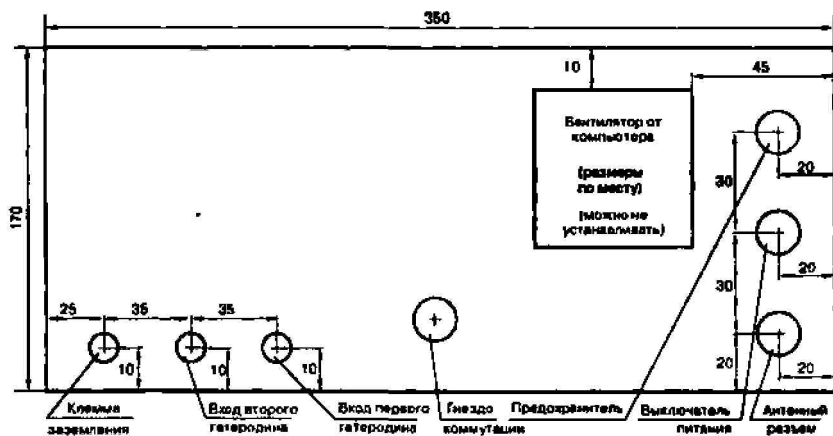 350
10
45
Вентилятор от
компьютера
(размеры
по месту)
(можно не
устанавливать)
170
30
20
20
30
25
35
35
10
10
10
20
20
Клемма
заземления
Вход второго
гетеродина
Вход первого
гетеродина
Гнездо
коммутации
Предохранитель
Выключатель
питания
Антенный
разъем